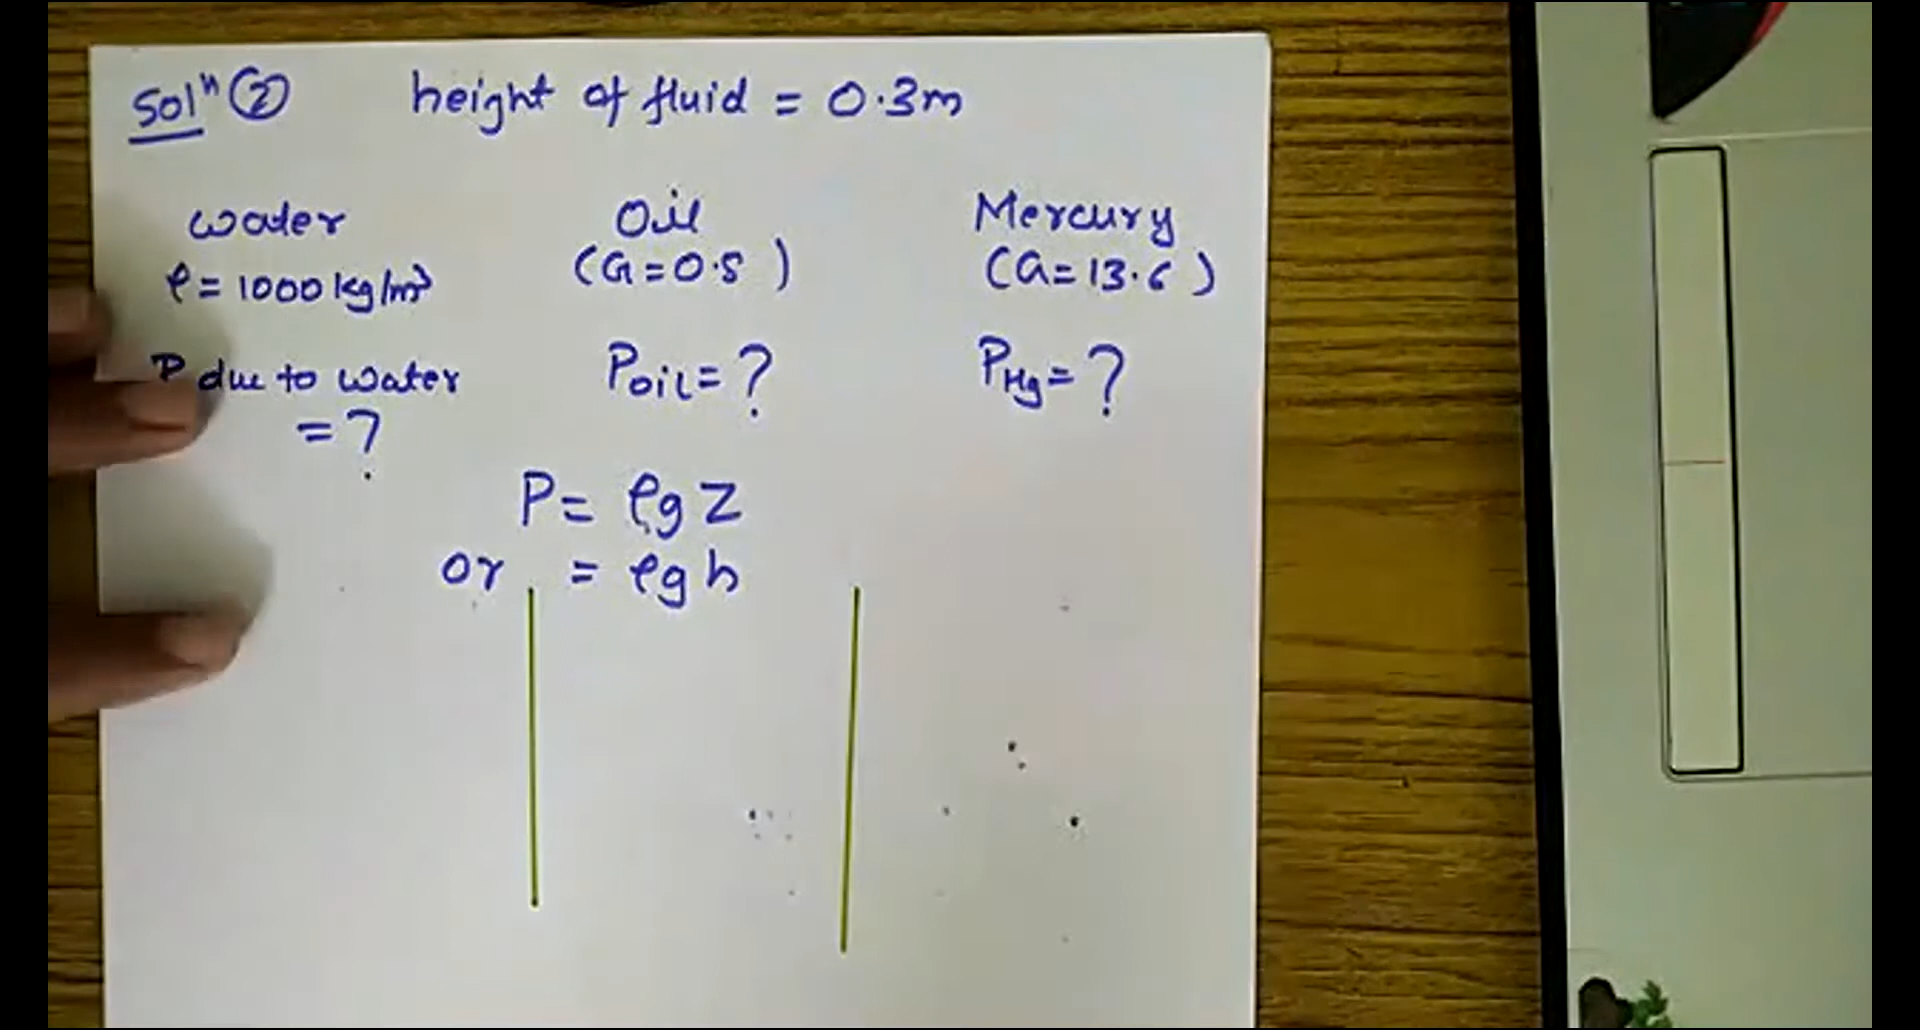 Solⁿ ② height of fluid = 0.3m
water Oil Mercury
ρ = 1000 kg/m³ (G=0.8) (G=13.6)
P due to water P_OIL = ? P_Hg = ?
= ?
P = ρgZ
or = ρgh